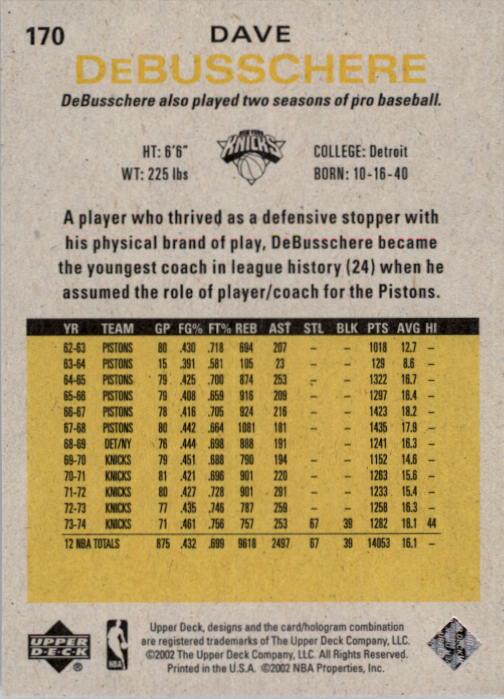 170
DAVE
DEBUSSCHERE
DeBusschere also played two seasons of pro baseball.
HT: 6'6"
WT: 225 lbs
KNICKS
COLLEGE: Detroit
BORN: 10-16-40
A player who thrived as a defensive stopper with
his physical brand of play, DeBusschere became
the youngest coach in league history (24) when he
assumed the role of player/coach for the Pistons.
YR TEAM GP FG% FT% REB AST STL BLK PTS AVG HI
62-63 PISTONS 80 .430 .718 694 207 – – 1018 12.7 –
63-64 PISTONS 15 .391 .581 105 23 – – 129 8.6 –
64-65 PISTONS 79 .425 .700 874 253 – – 1322 16.7 –
65-66 PISTONS 79 .408 .659 916 209 – – 1297 16.4 –
66-67 PISTONS 78 .416 .705 924 216 – – 1423 18.2 –
67-68 PISTONS 80 .442 .664 1081 181 – – 1435 17.9 –
68-69 DET/NY 76 .444 .698 888 191 – – 1241 16.3 –
69-70 KNICKS 79 .451 .688 790 194 – – 1152 14.6 –
70-71 KNICKS 81 .421 .696 901 220 – – 1263 15.6 –
71-72 KNICKS 80 .427 .728 901 291 – – 1233 15.4 –
72-73 KNICKS 77 .435 .746 787 259 – – 1258 16.3 –
73-74 KNICKS 71 .461 .756 757 253 67 39 1282 18.1 44
12 NBA TOTALS 875 .432 .699 9618 2497 67 39 14053 16.1 –
UPPER DECK ®
NBA
Upper Deck, designs and the card/hologram combination
are registered trademarks of The Upper Deck Company, LLC.
©2002 The Upper Deck Company, LLC. All Rights Reserved.
Printed in the U.S.A. ©2002 NBA Properties, Inc.